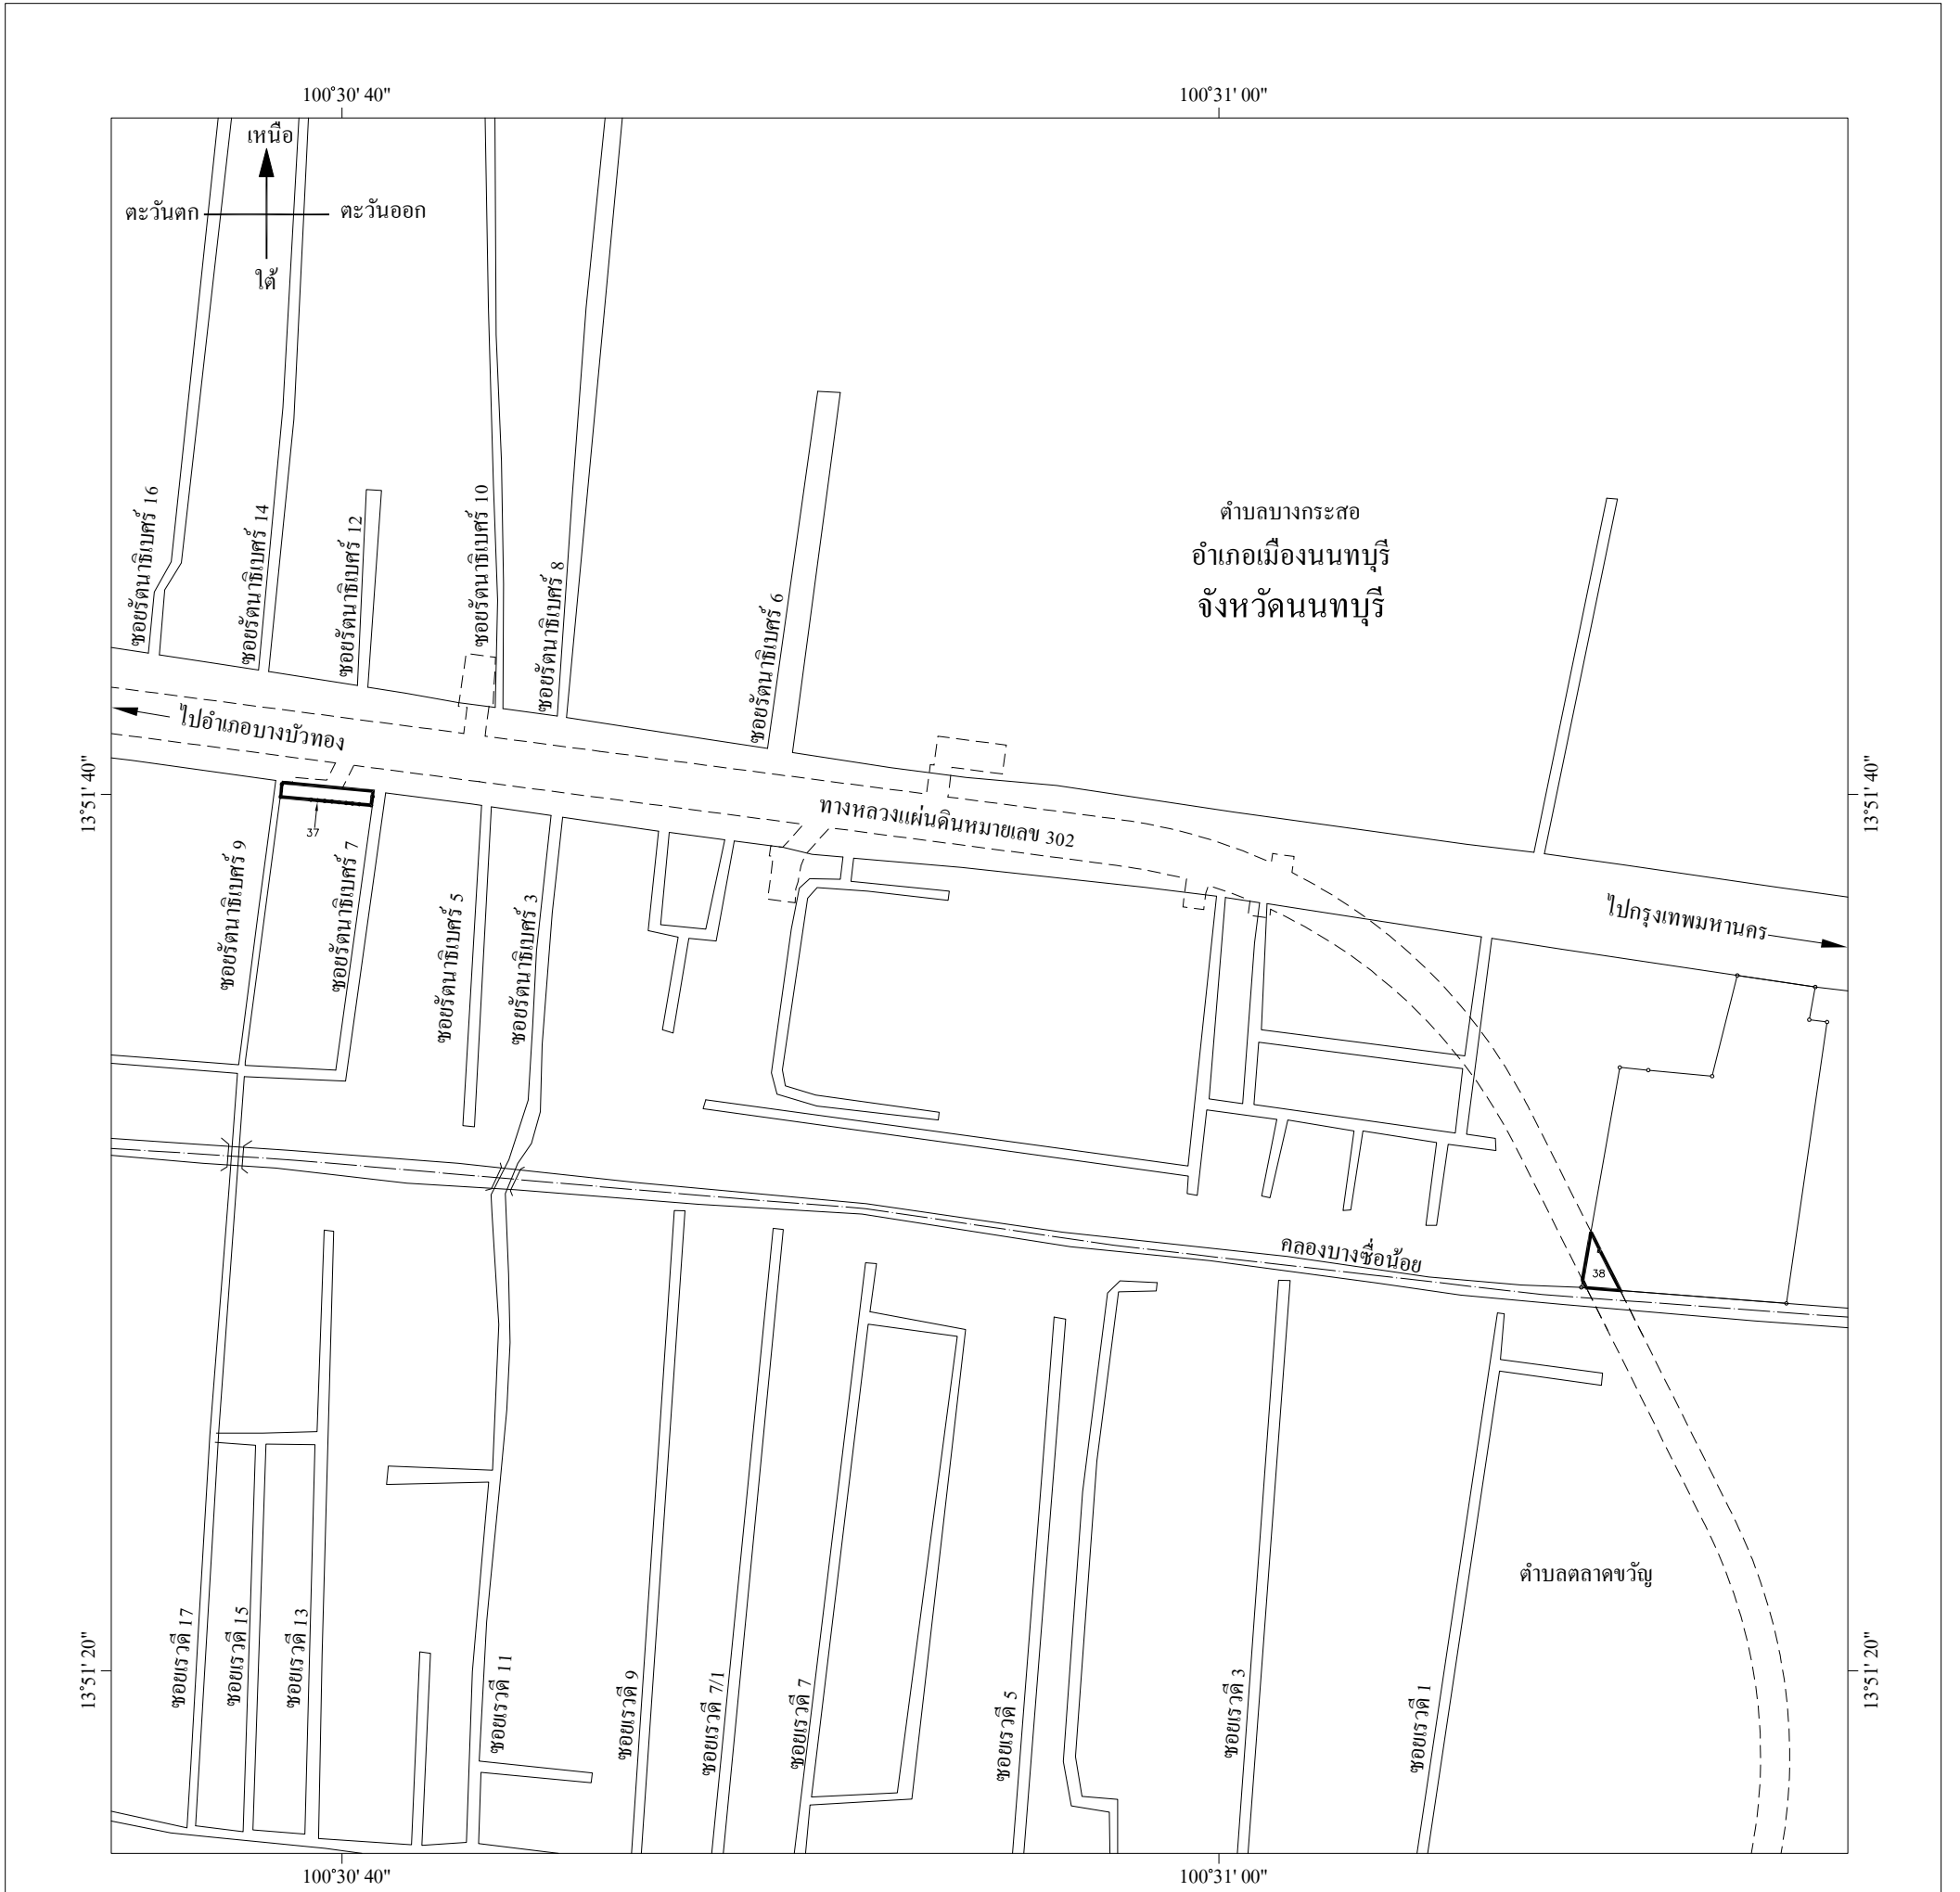 100°30' 40"
100°31' 00"
เหนือ
ตะวันตก
ตะวันออก
ใต้
ซอยรัตนาธิเบศร์ 16
ซอยรัตนาธิเบศร์ 14
ซอยรัตนาธิเบศร์ 12
ซอยรัตนาธิเบศร์ 10
ซอยรัตนาธิเบศร์ 8
ซอยรัตนาธิเบศร์ 6
ตำบลบางกระสอ
อำเภอเมืองนนทบุรี
จังหวัดนนทบุรี
ไปอำเภอบางบัวทอง
13°51' 40"
13°51' 40"
ทางหลวงแผ่นดินหมายเลข 302
37
ซอยรัตนาธิเบศร์ 9
ซอยรัตนาธิเบศร์ 7
ซอยรัตนาธิเบศร์ 5
ซอยรัตนาธิเบศร์ 3
ไปกรุงเทพมหานคร
คลองบางซื่อน้อย
38
ตำบลตลาดขวัญ
ซอยเรวดี 17
ซอยเรวดี 15
ซอยเรวดี 13
ซอยเรวดี 11
ซอยเรวดี 9
ซอยเรวดี 7/1
ซอยเรวดี 7
ซอยเรวดี 5
ซอยเรวดี 3
ซอยเรวดี 1
13°51' 20"
13°51' 20"
100°30' 40"
100°31' 00"